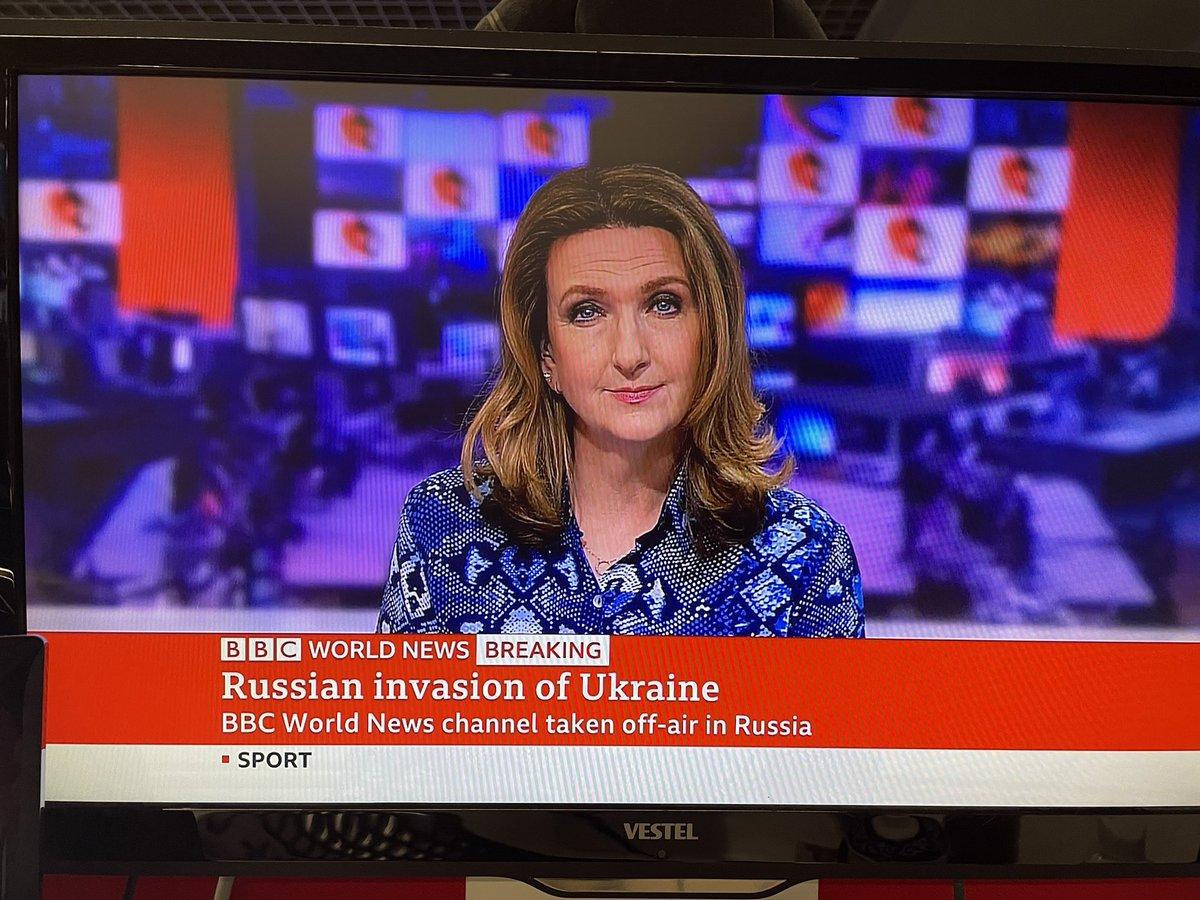 BBC WORLD NEWS BREAKING
Russian invasion of Ukraine
BBC World News channel taken off-air in Russia
SPORT
VESTEL